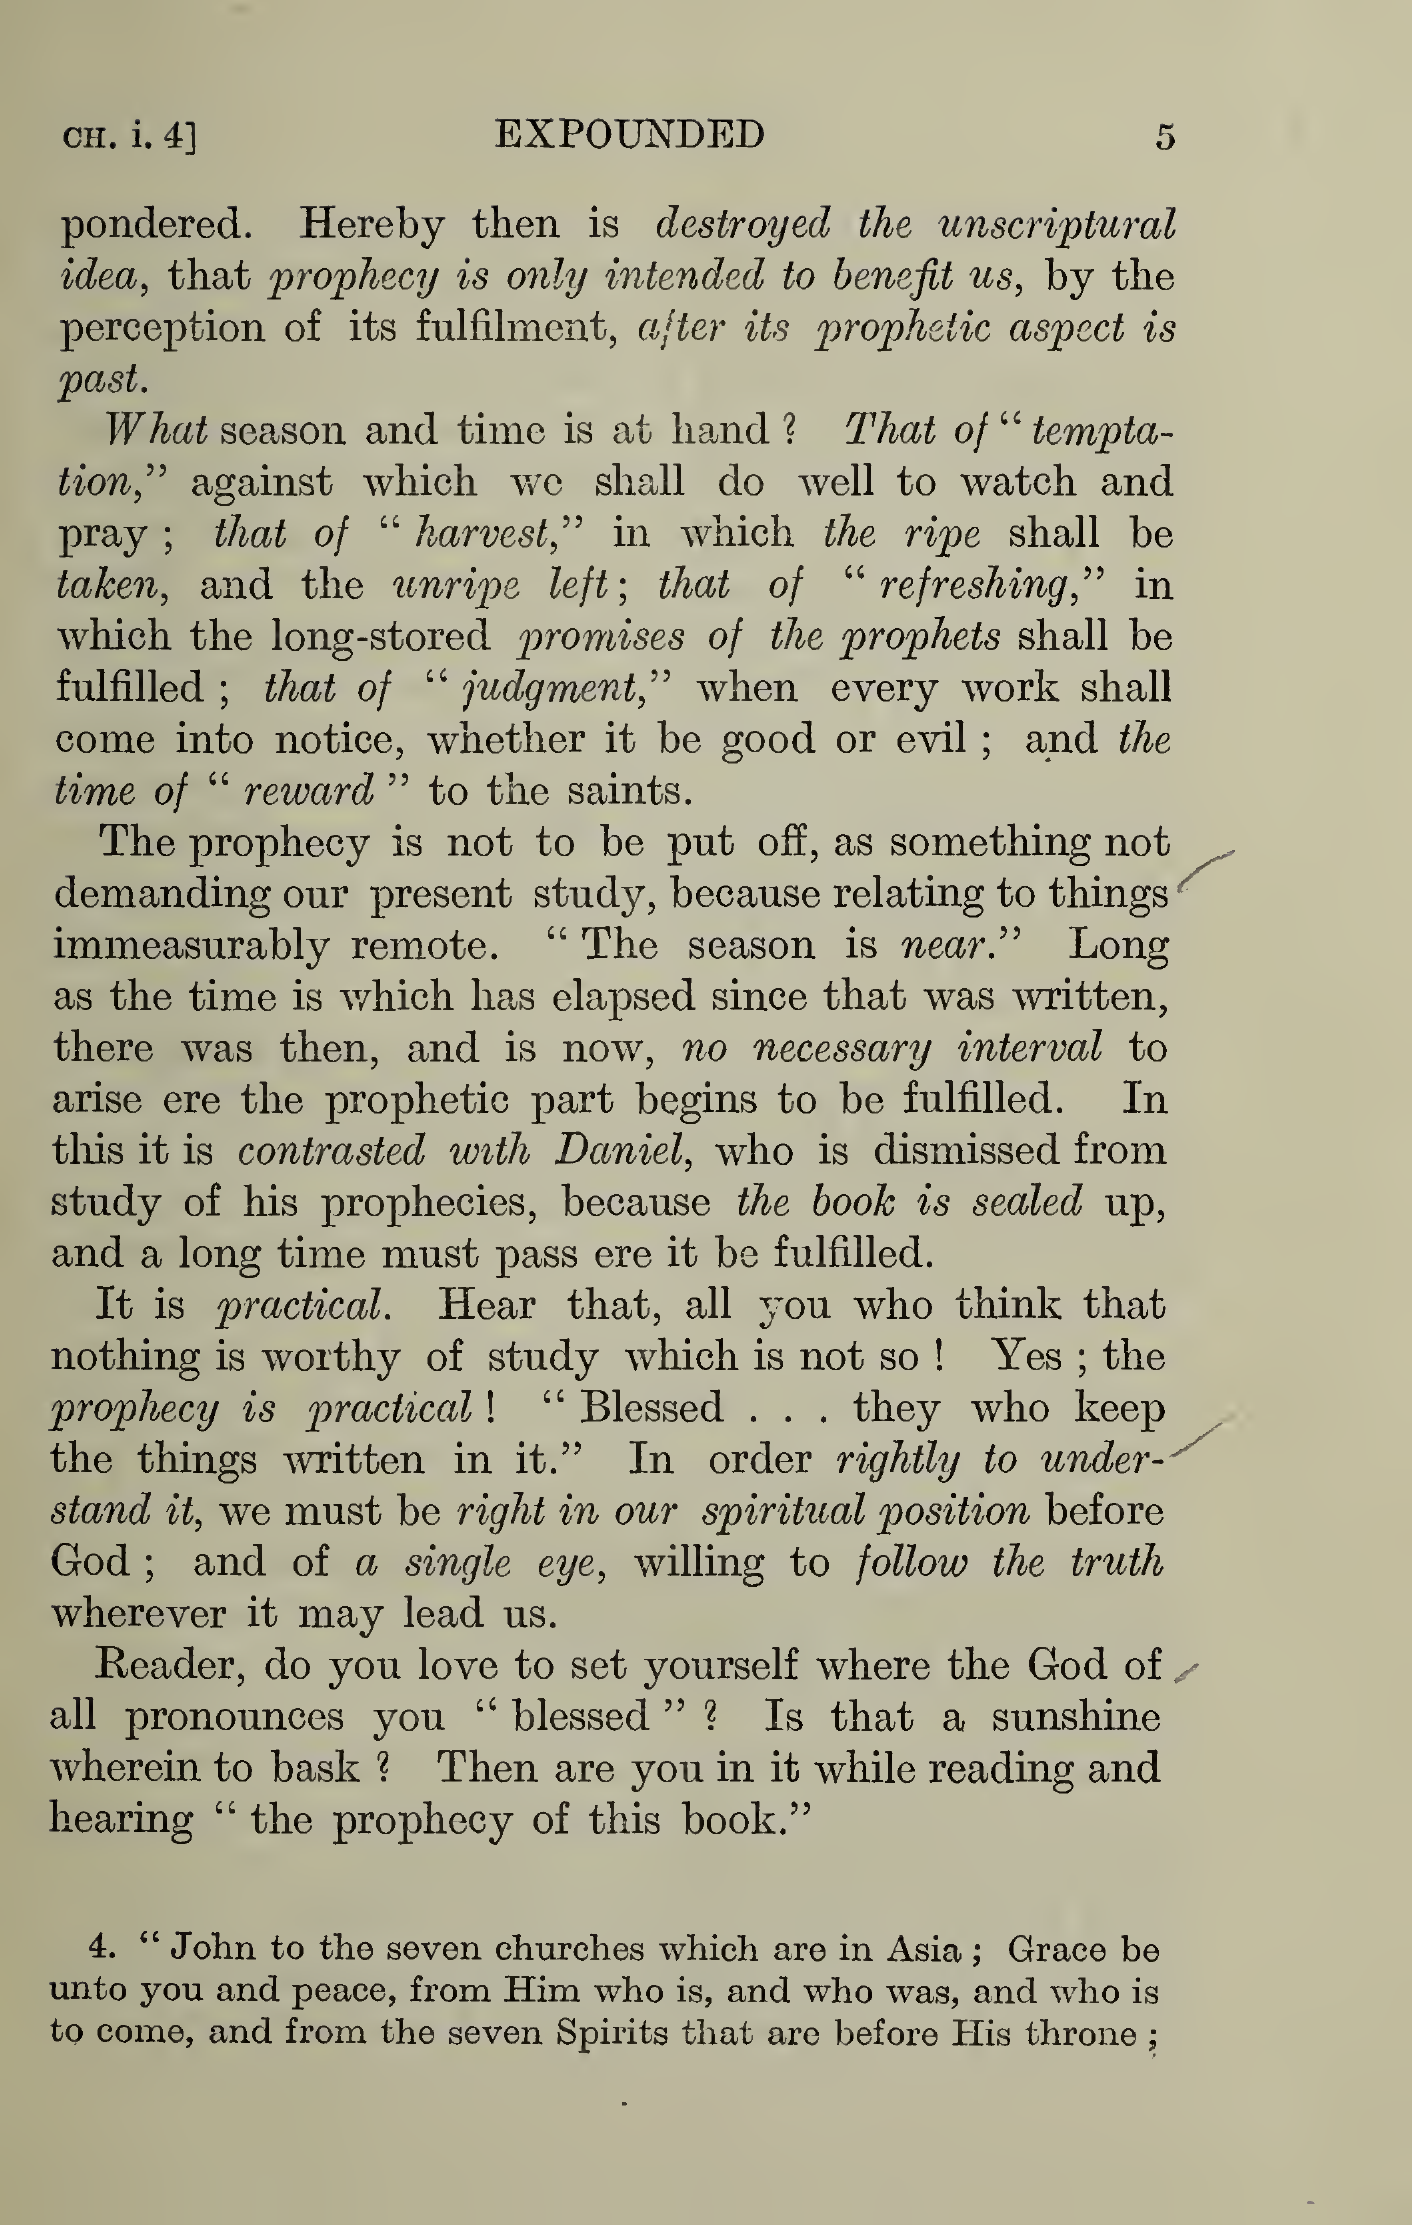 CH. i. 4] EXPOUNDED 5
pondered. Hereby then is destroyed the unscriptural
idea, that prophecy is only intended to benefit us, by the
perception of its fulfilment, after its prophetic aspect is
past.
What season and time is at hand ? That of “ tempta-
tion,” against which we shall do well to watch and
pray ; that of “ harvest,” in which the ripe shall be
taken, and the unripe left ; that of “ refreshing,” in
which the long-stored promises of the prophets shall be
fulfilled ; that of “ judgment,” when every work shall
come into notice, whether it be good or evil ; and the
time of “ reward ” to the saints.
The prophecy is not to be put off, as something not
demanding our present study, because relating to things
immeasurably remote. “ The season is near.” Long
as the time is which has elapsed since that was written,
there was then, and is now, no necessary interval to
arise ere the prophetic part begins to be fulfilled. In
this it is contrasted with Daniel, who is dismissed from
study of his prophecies, because the book is sealed up,
and a long time must pass ere it be fulfilled.
It is practical. Hear that, all you who think that
nothing is worthy of study which is not so ! Yes ; the
prophecy is practical ! “ Blessed . . . they who keep
the things written in it.” In order rightly to under-
stand it, we must be right in our spiritual position before
God ; and of a single eye, willing to follow the truth
wherever it may lead us.
Reader, do you love to set yourself where the God of
all pronounces you “ blessed ” ? Is that a sunshine
wherein to bask ? Then are you in it while reading and
hearing “ the prophecy of this book.”
4. “ John to the seven churches which are in Asia ; Grace be
unto you and peace, from Him who is, and who was, and who is
to come, and from the seven Spirits that are before His throne ;